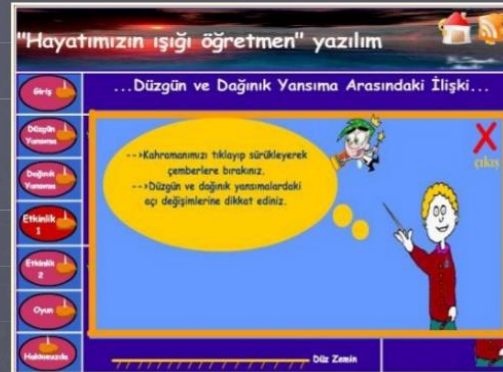 "Hayatımızın ışığı öğretmen" yazılım
...Düzgün ve Dağınık Yansıma Arasındaki İlişki...
Giriş
Düzgün
Yansıma
Dağınık
Yansıma
Etkinlik
1
Etkinlik
2
Oyun
Hakkımızda
-->Kahramanımızı tıklayıp sürükleyerek
çemberlere bırakınız.
-->Düzgün ve dağınık yansımalardaki
açı değişimlerine dikkat ediniz.
X
çıkış
Düz Zemin